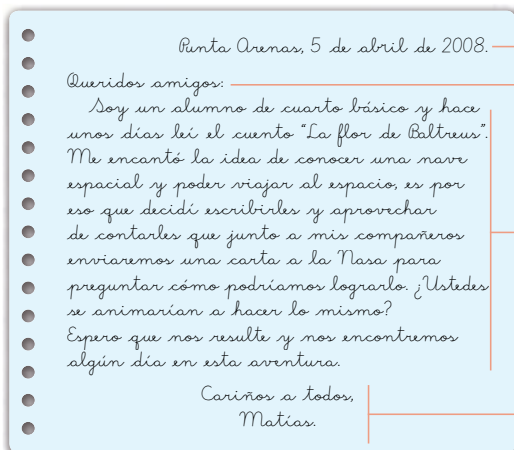 Punta Arenas, 5 de abril de 2008.
Queridos amigos:
Soy un alumno de cuarto básico y hace
unos días leí el cuento "La flor de Baltreus".
Me encantó la idea de conocer una nave
espacial y poder viajar al espacio, es por
eso que decidí escribirles y aprovechar
de contarles que junto a mis compañeros
enviaremos una carta a la Nasa para
preguntar cómo podríamos lograrlo. ¿Ustedes
se animarían a hacer lo mismo?
Espero que nos resulte y nos encontremos
algún día en esta aventura.
Cariños a todos,
Matías.